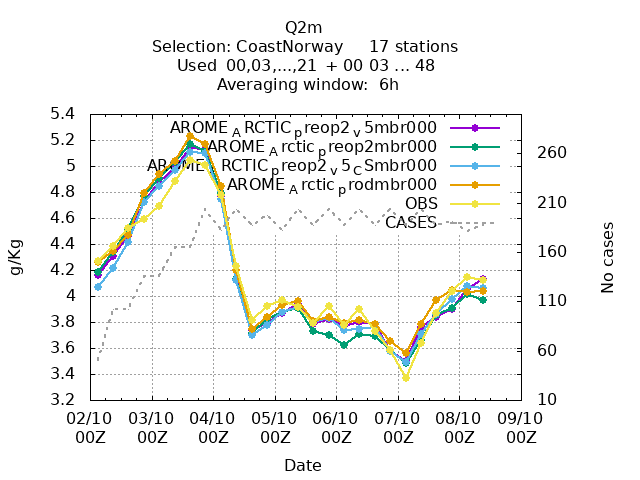 Q2m
Selection: CoastNorway 17 stations
Used 00,03,...,21 + 00 03 ... 48
Averaging window: 6h
AROME_ARCTIC_preop2_v5mbr000
AROME_Arctic_preop2mbr000
AROME_ARCTIC_preop2_v5_CSmbr000
AROME_Arctic_prodmbr000
OBS
CASES
g/Kg
5.4
5.2
5
4.8
4.6
4.4
4.2
4
3.8
3.6
3.4
3.2
No cases
260
210
160
110
60
10
02/10 03/10 04/10 05/10 06/10 07/10 08/10 09/10
00Z 00Z 00Z 00Z 00Z 00Z 00Z 00Z
Date